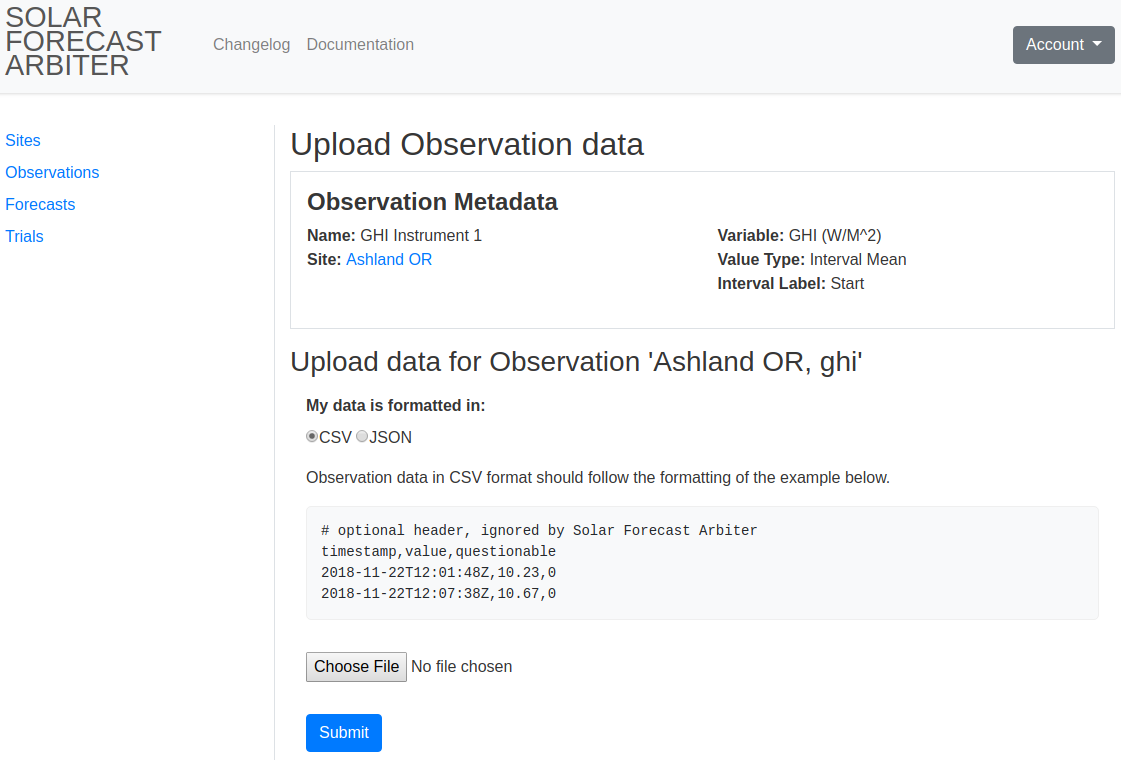 SOLAR
FORECAST
ARBITER
Changelog Documentation
Account
Sites
Observations
Forecasts
Trials
Upload Observation data
Observation Metadata
Name: GHI Instrument 1
Site: Ashland OR
Variable: GHI (W/M^2)
Value Type: Interval Mean
Interval Label: Start
Upload data for Observation 'Ashland OR, ghi'
My data is formatted in:
CSV JSON
Observation data in CSV format should follow the formatting of the example below.
# optional header, ignored by Solar Forecast Arbiter
timestamp,value,questionable
2018-11-22T12:01:48Z,10.23,0
2018-11-22T12:07:38Z,10.67,0
Choose File No file chosen
Submit